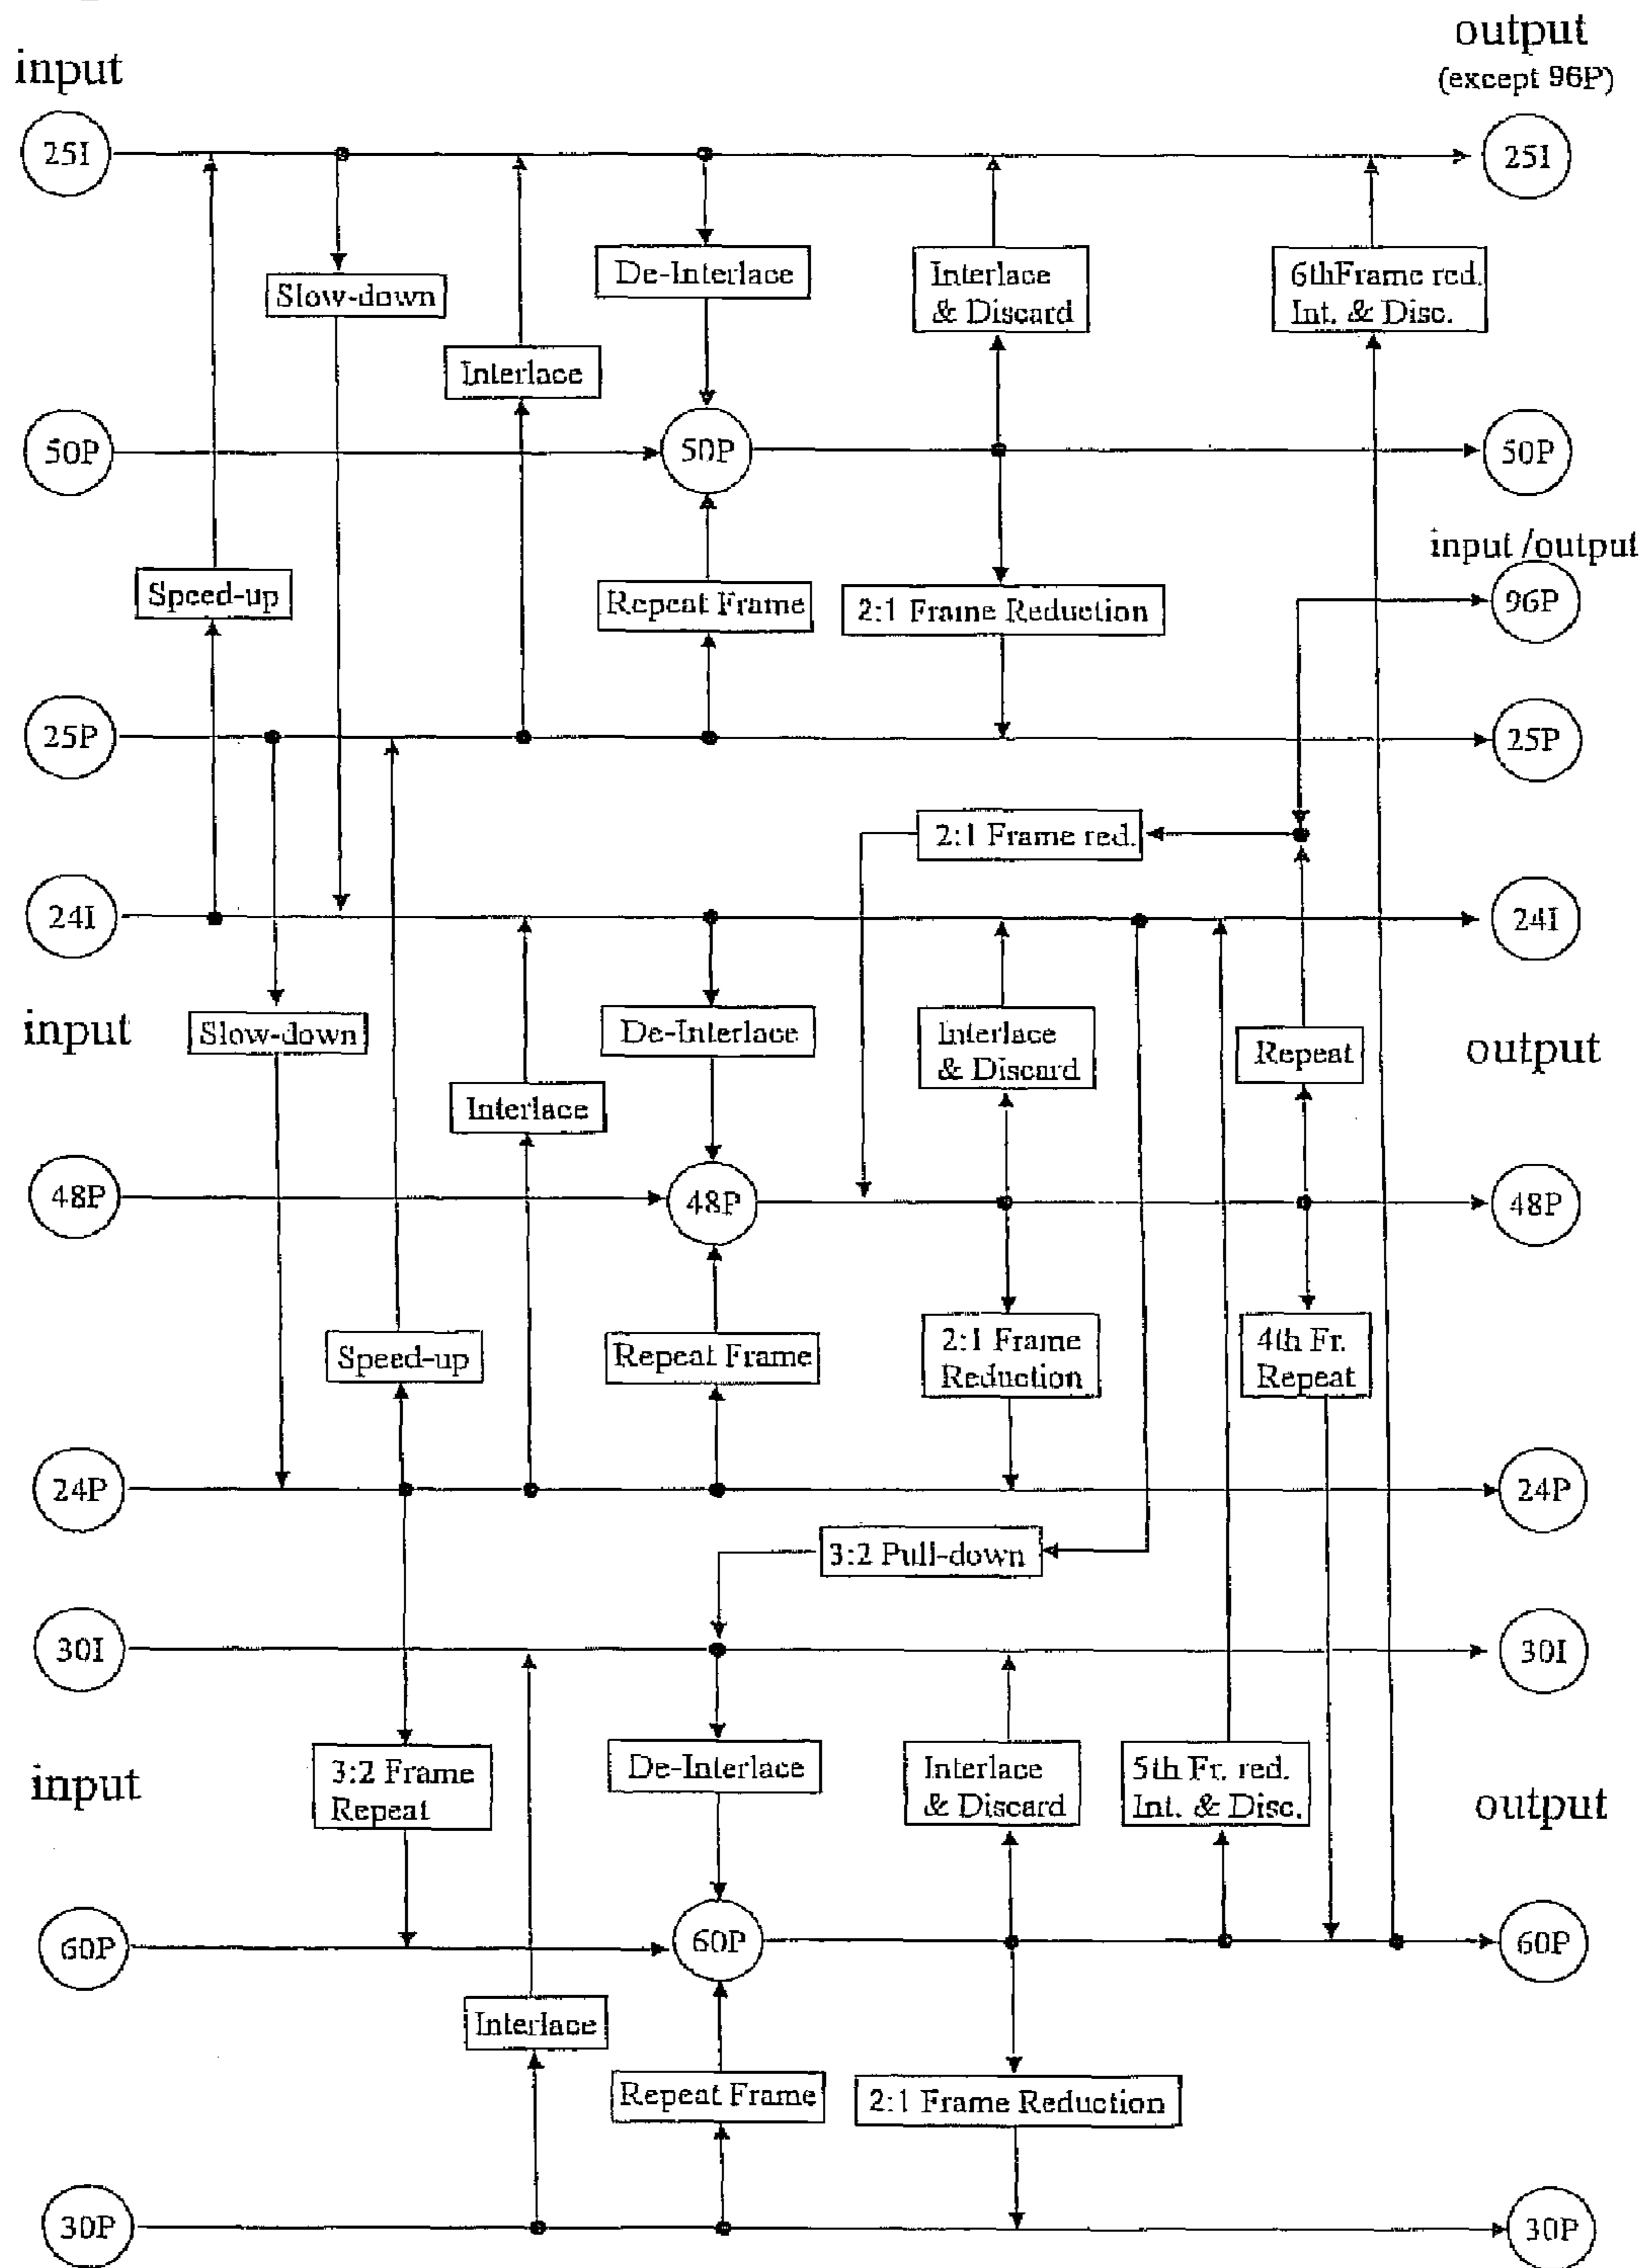 input
output
(except 96P)
25I
25I
De-Interlace
Interlace
& Discard
6thFrame red.
Int. & Disc.
Slow-down
Interlace
50P
50P
50P
input /output
Speed-up
Repeat Frame
2:1 Frame Reduction
96P
25P
25P
2:1 Frame red.
24I
24I
input
Slow-down
De-Interlace
Interlace
& Discard
Repeat
output
Interlace
48P
48P
48P
Speed-up
Repeat Frame
2:1 Frame
Reduction
4th Fr.
Repeat
24P
24P
3:2 Pull-down
30I
30I
input
3:2 Frame
Repeat
De-Interlace
Interlace
& Discard
5th Fr. red.
Int. & Disc.
output
60P
60P
60P
Interlace
Repeat Frame
2:1 Frame Reduction
30P
30P